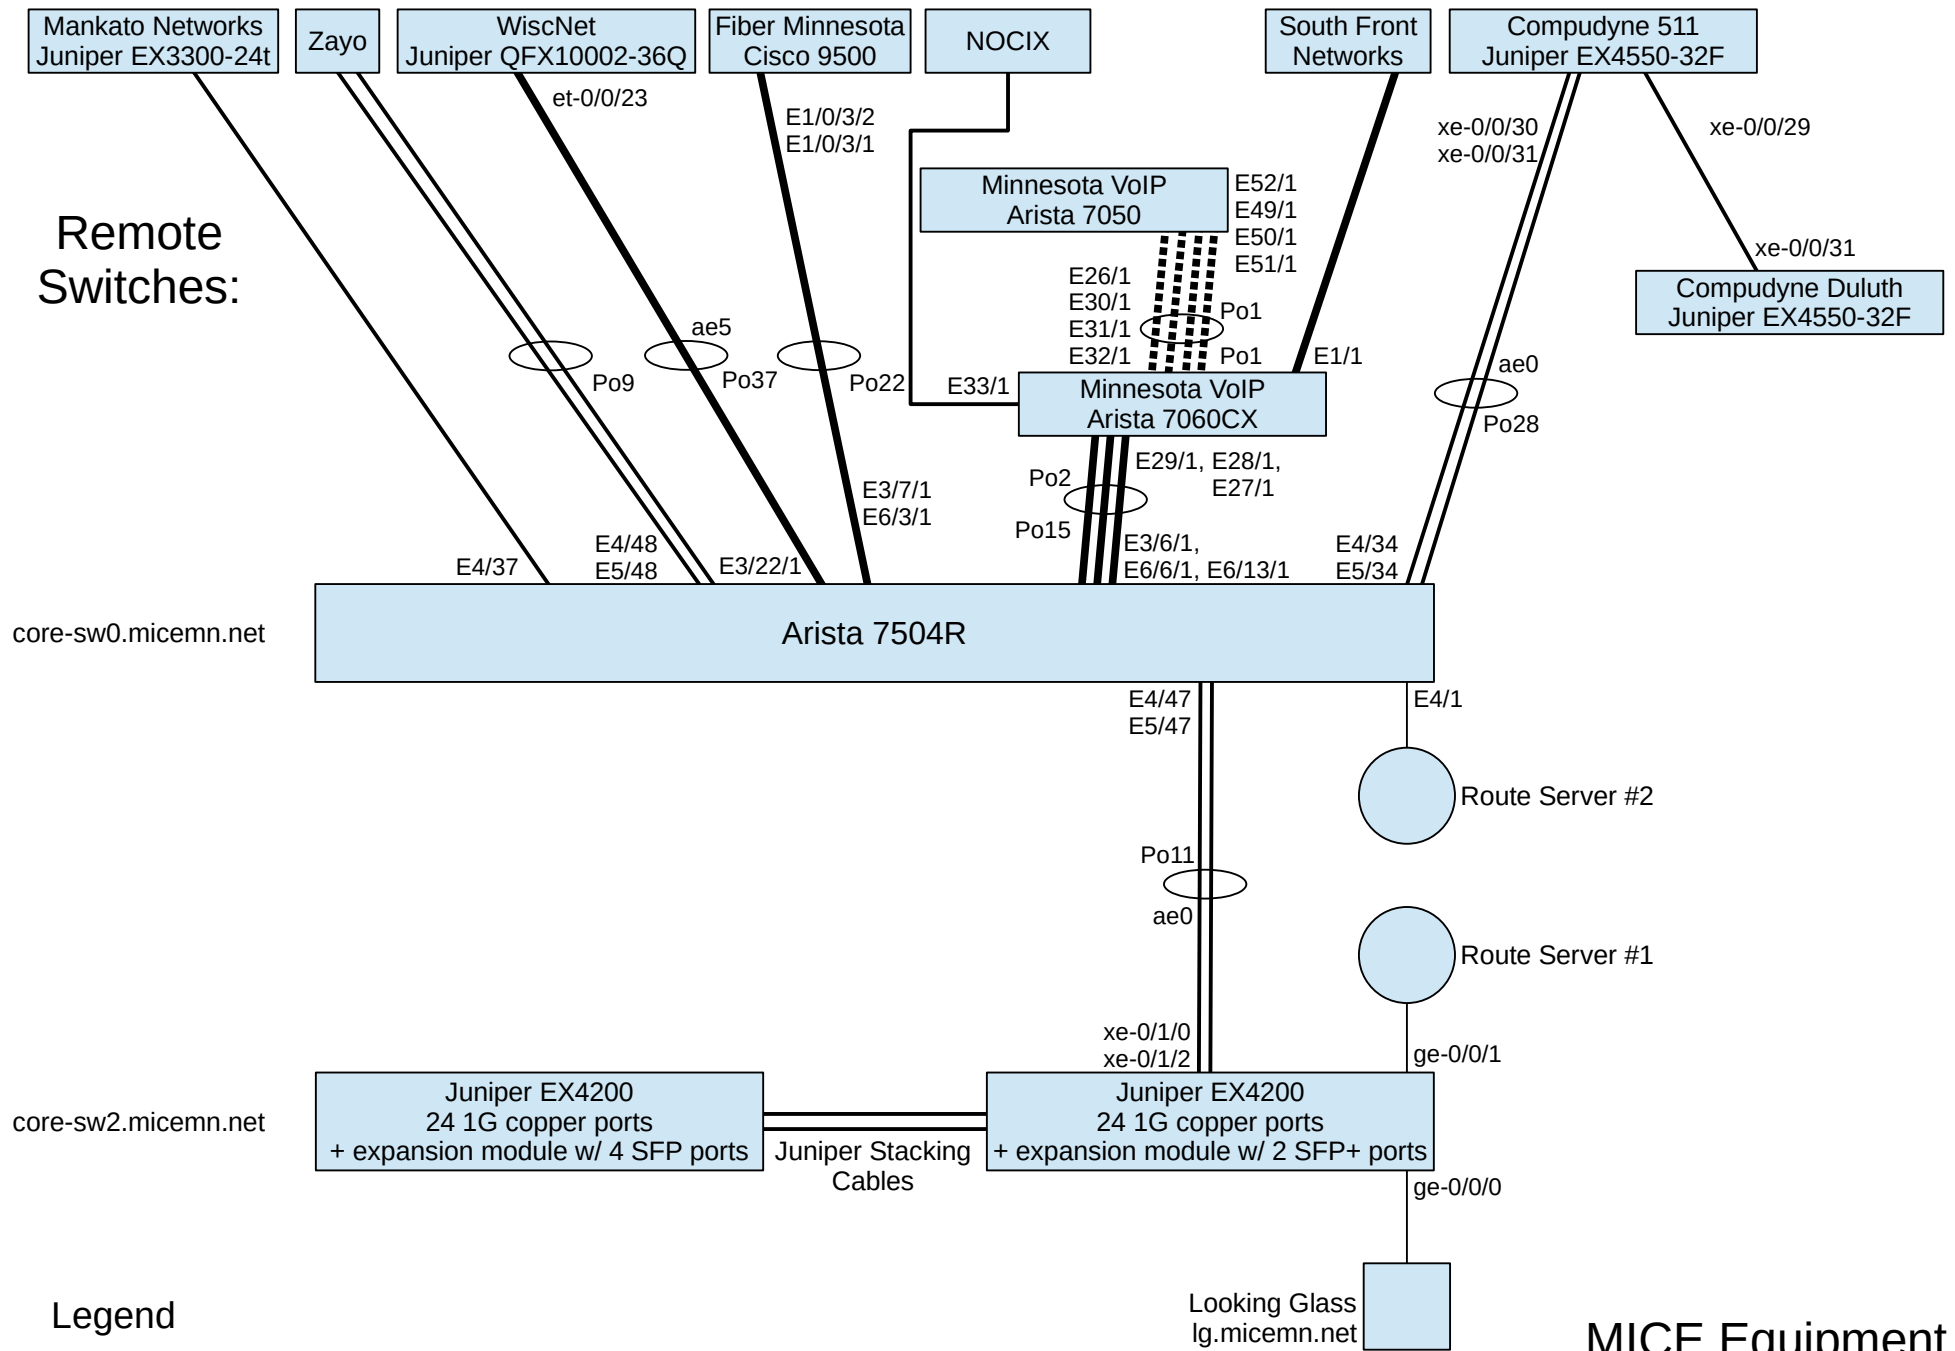 Mankato Networks
Juniper EX3300-24t
Zayo
WiscNet
Juniper QFX10002-36Q
Fiber Minnesota
Cisco 9500
NOCIX
South Front
Networks
Compudyne 511
Juniper EX4550-32F
et-0/0/23
E1/0/3/2
E1/0/3/1
xe-0/0/30
xe-0/0/31
xe-0/0/29
Minnesota VoIP
Arista 7050
E52/1
E49/1
E50/1
E51/1
Remote
Switches:
xe-0/0/31
Compudyne Duluth
Juniper EX4550-32F
E26/1
E30/1
E31/1
E32/1
Po1
Po1
E1/1
ae5
Po9
Po37
Po22
E33/1
Minnesota VoIP
Arista 7060CX
ae0
Po28
E29/1, E28/1,
E27/1
Po2
Po15
E3/7/1
E6/3/1
E4/37
E4/48
E5/48
E3/22/1
E3/6/1,
E6/6/1, E6/13/1
E4/34
E5/34
core-sw0.micemn.net
Arista 7504R
E4/47
E5/47
E4/1
Route Server #2
Po11
ae0
Route Server #1
xe-0/1/0
xe-0/1/2
ge-0/0/1
core-sw2.micemn.net
Juniper EX4200
24 1G copper ports
+ expansion module w/ 4 SFP ports
Juniper Stacking
Cables
Juniper EX4200
24 1G copper ports
+ expansion module w/ 2 SFP+ ports
ge-0/0/0
Looking Glass
lg.micemn.net
Legend
MICE Equipment